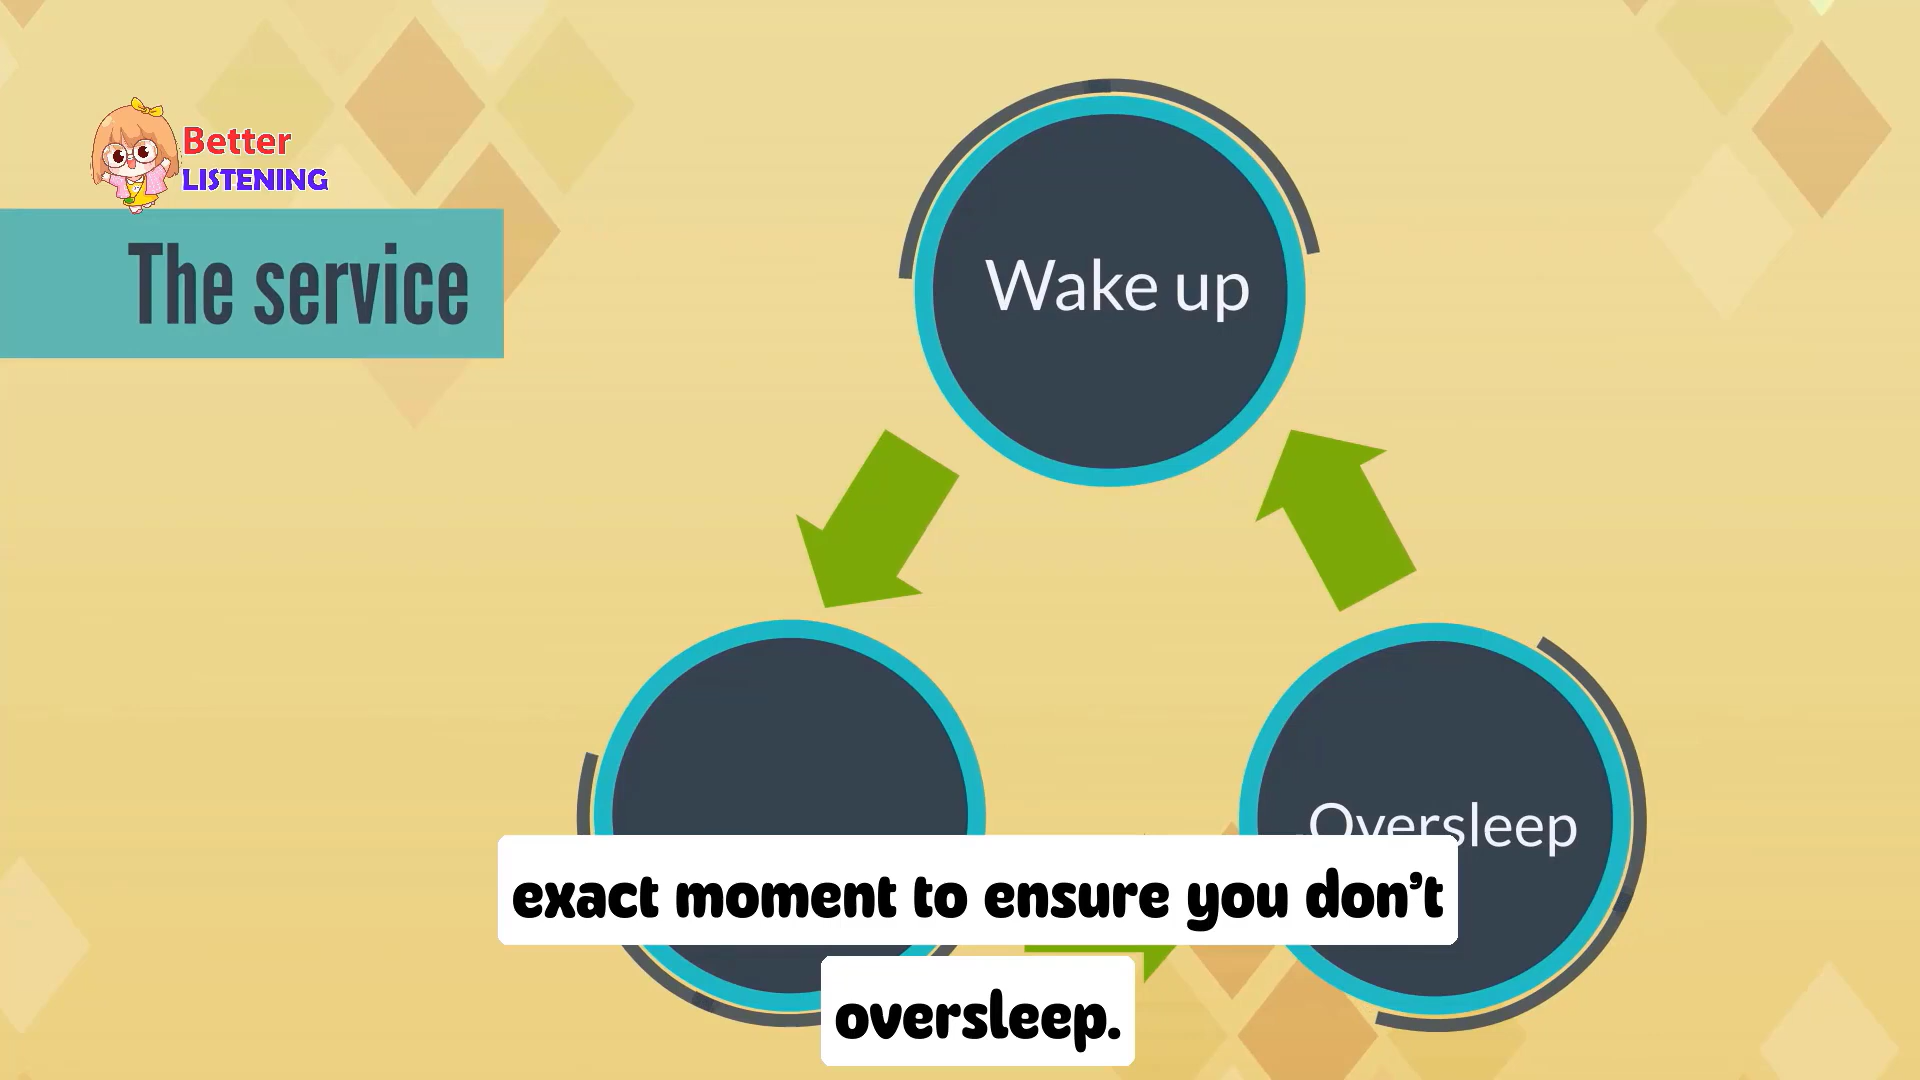 Better
LISTENING
The service
Wake up
Oversleep
exact moment to ensure you don't
oversleep.